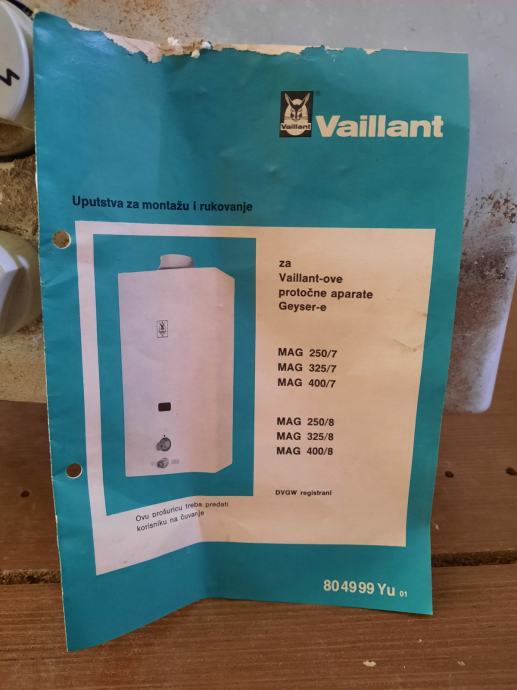 Vaillant
Vaillant
Uputstva za montažu i rukovanje
za
Vaillant-ove
protočne aparate
Geyser-e
MAG 250/7
MAG 325/7
MAG 400/7
MAG 250/8
MAG 325/8
MAG 400/8
DVGW registrani
Ovu prošuricu treba predati
korisniku na čuvanje
804999 Yu 01